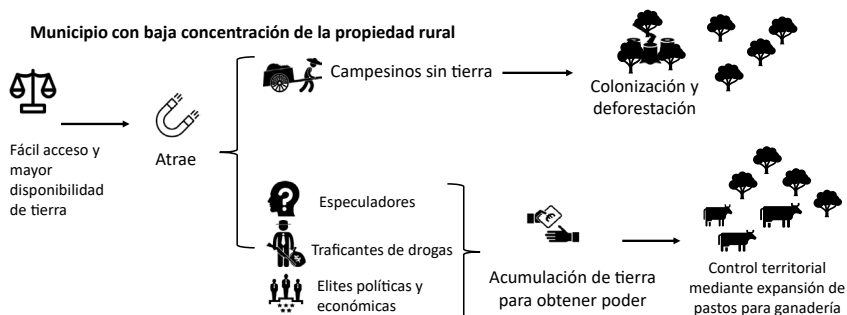 Municipio con baja concentración de la propiedad rural
Fácil acceso y
mayor
disponibilidad
de tierra
Atrae
Campesinos sin tierra
Colonización y
deforestación
Especuladores
Traficantes de drogas
Elites políticas y
económicas
Acumulación de tierra
para obtener poder
Control territorial
mediante expansión de
pastos para ganadería